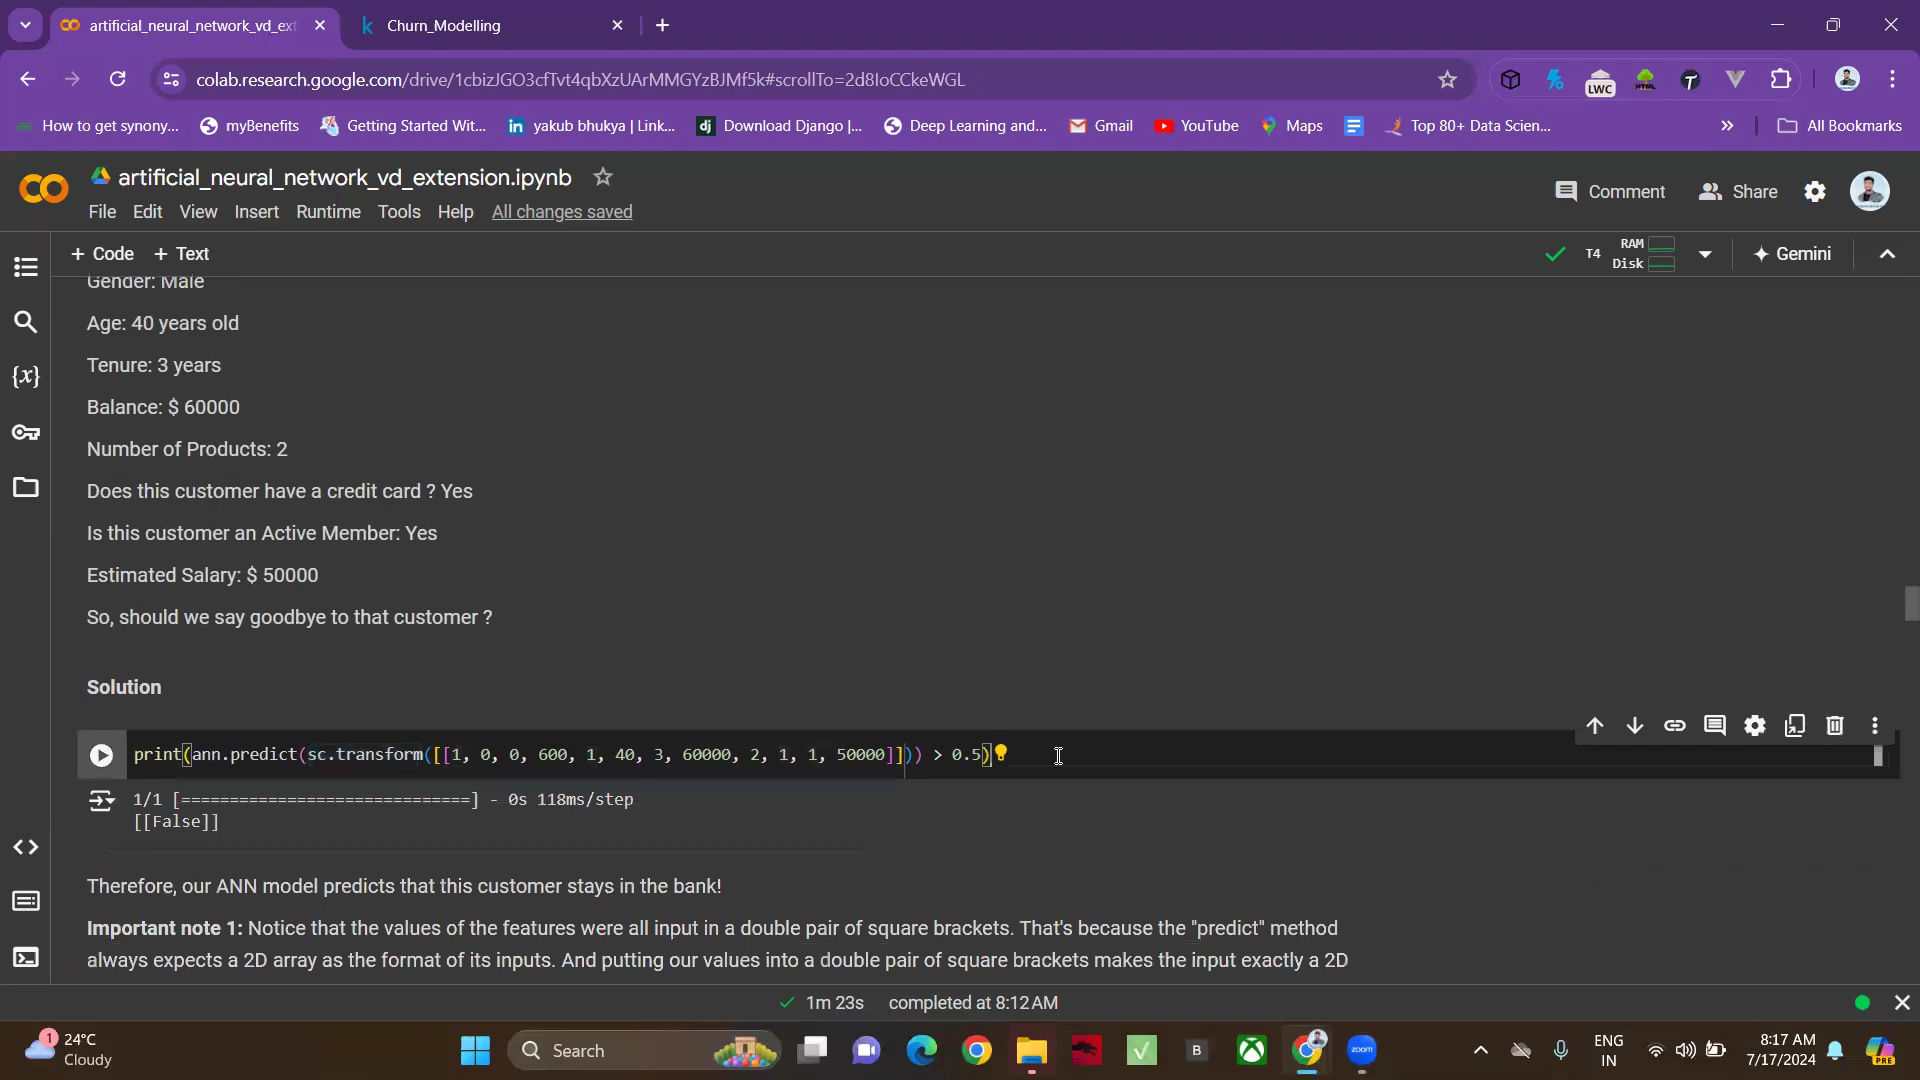 artificial_neural_network_vd_ext
Churn_Modelling
colab.research.google.com/drive/1cbizJGO3cfTvt4qbXzUArMMGYzBJMf5k#scrollTo=2d8IoCCkeWGL
LWC
How to get synony...
myBenefits
Getting Started Wit...
yakub bhukya | Link...
Download Django |...
Deep Learning and...
Gmail
YouTube
Maps
Top 80+ Data Scien...
All Bookmarks
artificial_neural_network_vd_extension.ipynb
Comment
Share
File Edit View Insert Runtime Tools Help All changes saved
+ Code + Text
T4
RAM
Disk
Gemini
Gender: Male
Age: 40 years old
Tenure: 3 years
Balance: $ 60000
Number of Products: 2
Does this customer have a credit card ? Yes
Is this customer an Active Member: Yes
Estimated Salary: $ 50000
So, should we say goodbye to that customer ?
Solution
print(ann.predict(sc.transform([[1, 0, 0, 600, 1, 40, 3, 60000, 2, 1, 1, 50000]])) > 0.5)
1/1 [==============================] - 0s 118ms/step
[[False]]
Therefore, our ANN model predicts that this customer stays in the bank!
Important note 1: Notice that the values of the features were all input in a double pair of square brackets. That's because the "predict" method
always expects a 2D array as the format of its inputs. And putting our values into a double pair of square brackets makes the input exactly a 2D
1m 23s completed at 8:12 AM
1
24°C
Cloudy
Search
zoom
ENG
IN
8:17 AM
7/17/2024
PRE